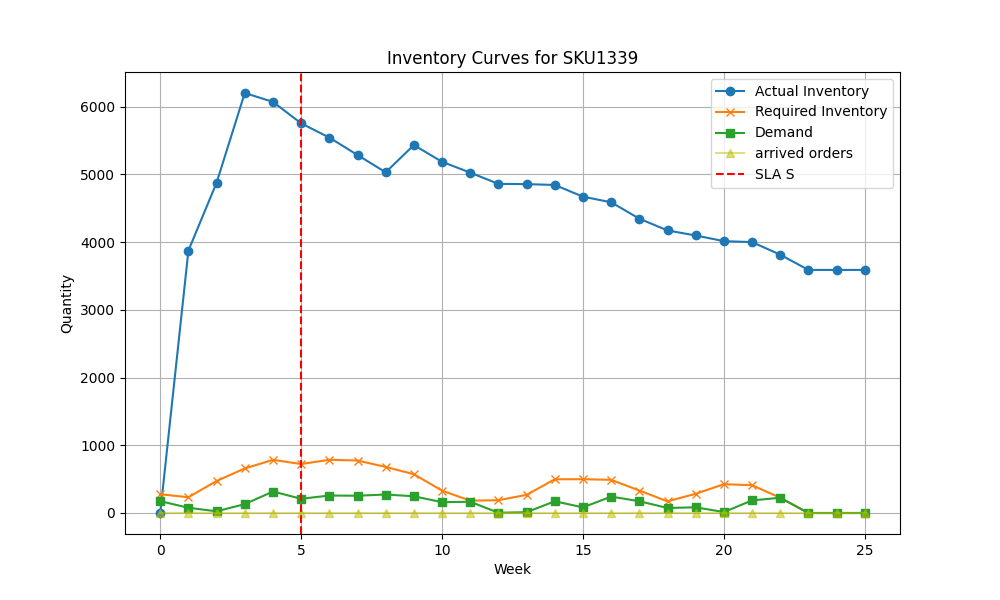 Inventory Curves for SKU1339
Actual Inventory
Required Inventory
Demand
arrived orders
SLA S
Quantity
6000
5000
4000
3000
2000
1000
0
0 5 10 15 20 25
Week